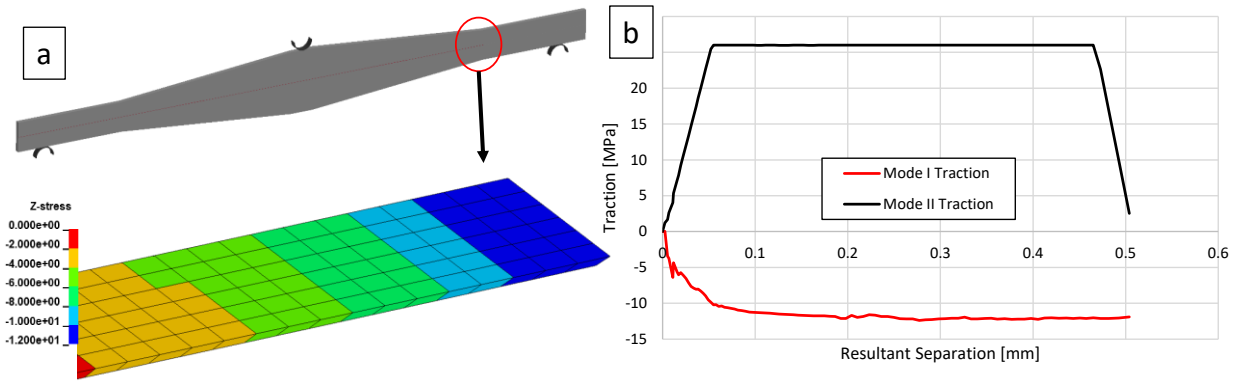 a
Z-stress
0.000e+00
-2.000e+00
-4.000e+00
-6.000e+00
-8.000e+00
-1.000e+01
-1.200e+01
b
Traction [MPa]
25
20
15
10
5
0
-5
-10
-15
0
0.1
0.2
0.3
0.4
0.5
0.6
Mode I Traction
Mode II Traction
Resultant Separation [mm]